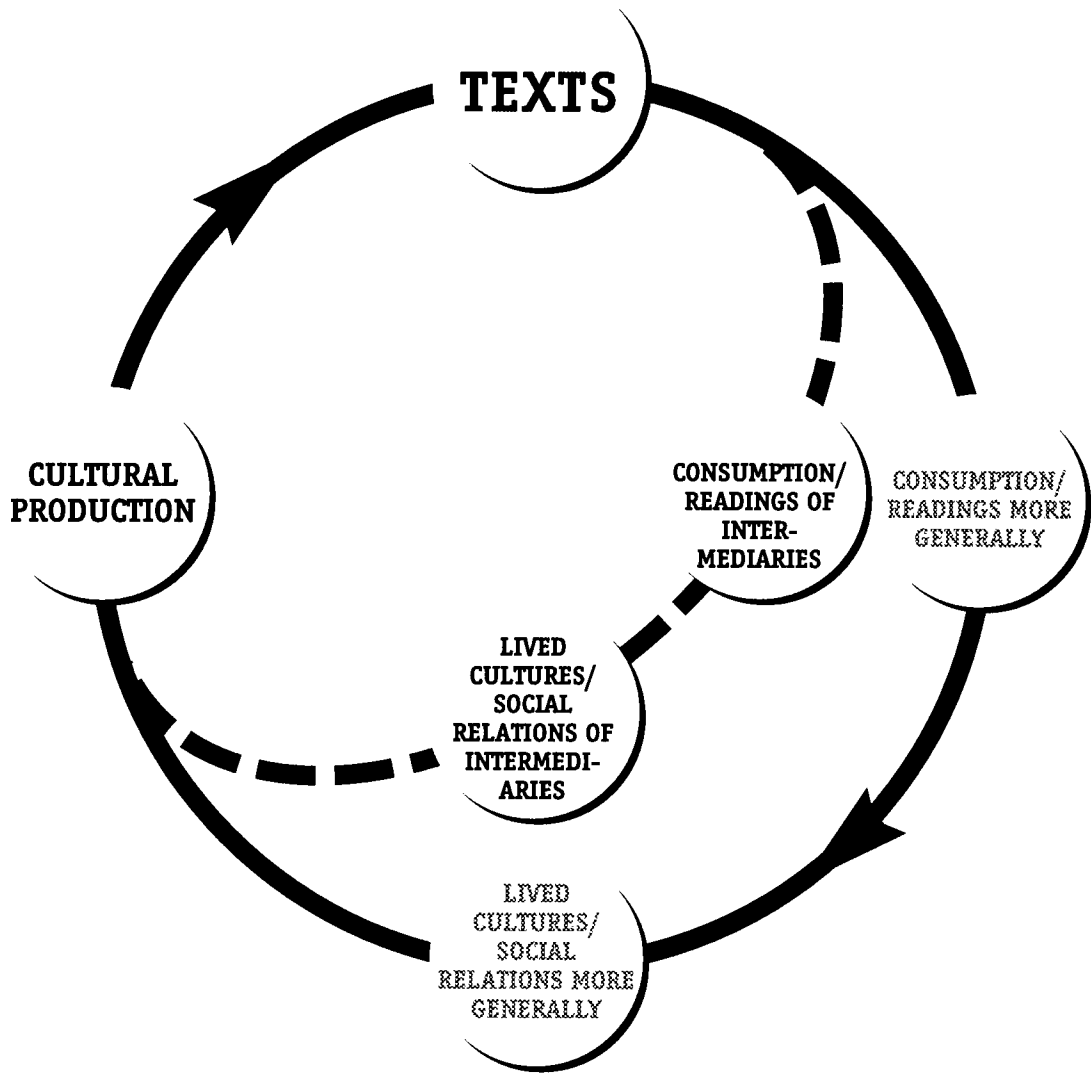 TEXTS
CULTURAL
PRODUCTION
CONSUMPTION/
READINGS OF
INTER-
MEDIARIES
CONSUMPTION/
READINGS MORE
GENERALLY
LIVED
CULTURES/
SOCIAL
RELATIONS OF
INTERMEDI-
ARIES
LIVED
CULTURES/
SOCIAL
RELATIONS MORE
GENERALLY